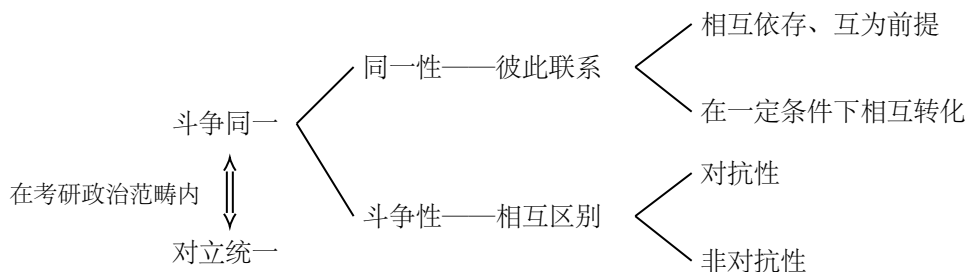 相互依存、互为前提
同一性——彼此联系
在一定条件下相互转化
斗争同一
在考研政治范畴内
对抗性
斗争性——相互区别
对立统一
非对抗性